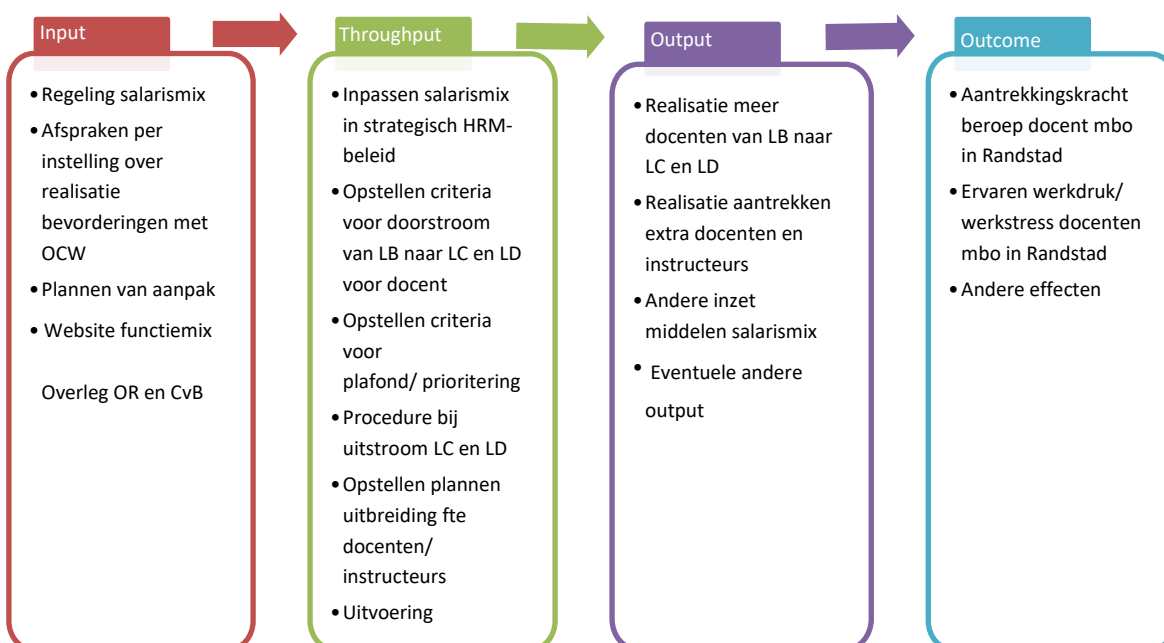 Input
• Regeling salarismix
• Afspraken per
instelling over
realisatie
bevorderingen met
OCW
• Plannen van aanpak
• Website functiemix
Overleg OR en CvB
Throughput
• Inpassen salarismix
in strategisch HRM-
beleid
• Opstellen criteria
voor doorstroom
van LB naar LC en LD
voor docent
• Opstellen criteria
voor
plafond/ prioritering
• Procedure bij
uitstroom LC en LD
• Opstellen plannen
uitbreiding fte
docenten/
instructeurs
• Uitvoering
Output
• Realisatie meer
docenten van LB naar
LC en LD
• Realisatie aantrekken
extra docenten en
instructeurs
• Andere inzet
middelen salarismix
• Eventuele andere
output
Outcome
• Aantrekkingskracht
beroep docent mbo
in Randstad
• Ervaren werkdruk/
werkstress docenten
mbo in Randstad
• Andere effecten